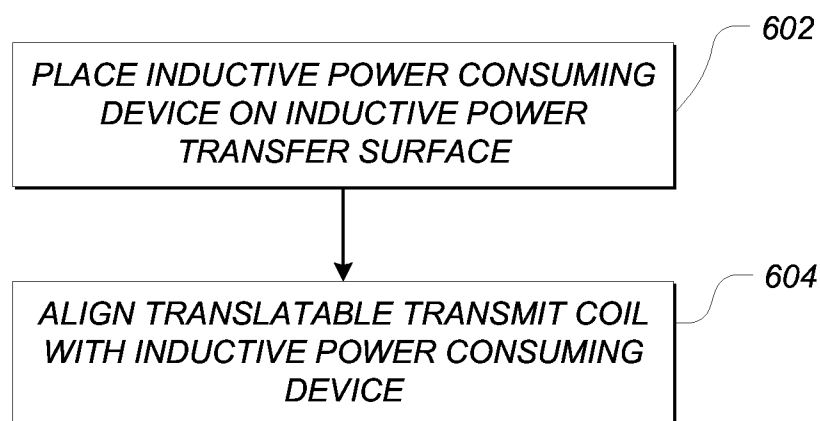 602
PLACE INDUCTIVE POWER CONSUMING
DEVICE ON INDUCTIVE POWER
TRANSFER SURFACE
604
ALIGN TRANSLATABLE TRANSMIT COIL
WITH INDUCTIVE POWER CONSUMING
DEVICE